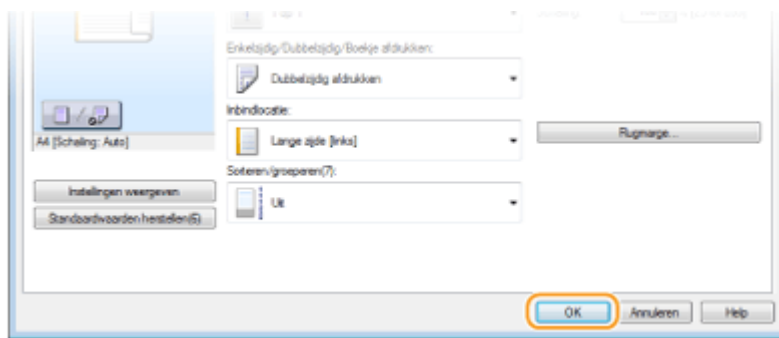 Enkelzijdig/Dubbelzijdig/Boekje afdrukken:
Dubbelzijdig afdrukken
Inbindlocatie:
A4 [Schaling: Auto]
Lange zijde [links]
Rugmarge...
Sorteren/groeperen(7):
Instellingen weergeven
Uit
Standaardwaarden herstellen(6)
OK
Annuleren
Help